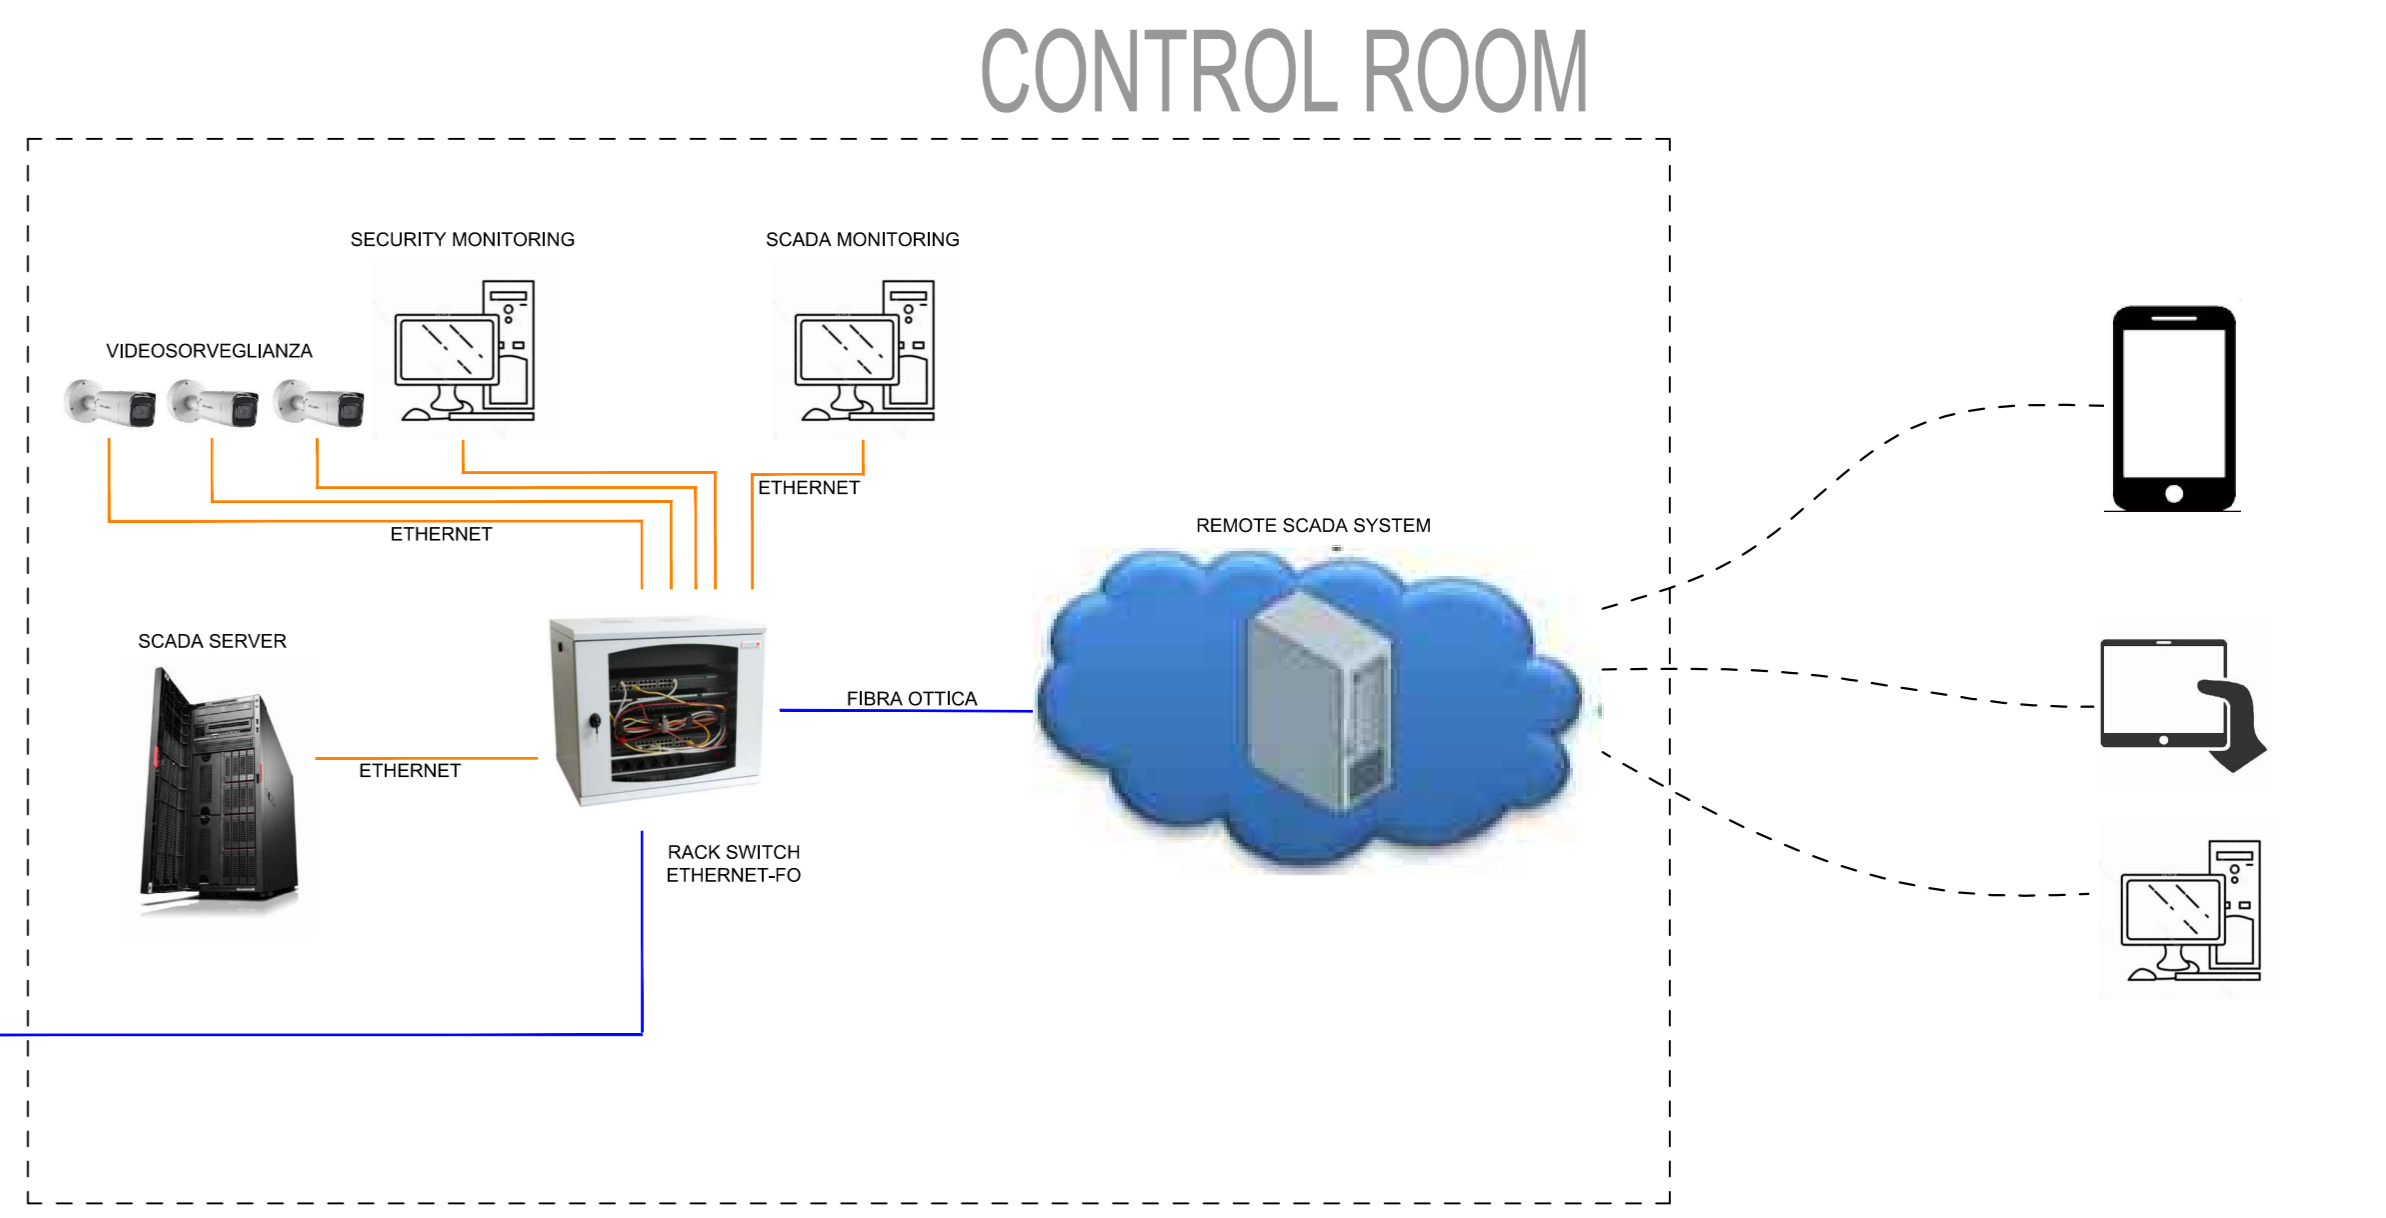 CONTROL ROOM
SECURITY MONITORING
SCADA MONITORING
VIDEOSORVEGLIANZA
ETHERNET
ETHERNET
REMOTE SCADA SYSTEM
SCADA SERVER
FIBRA OTTICA
ETHERNET
RACK SWITCH
ETHERNET-FO